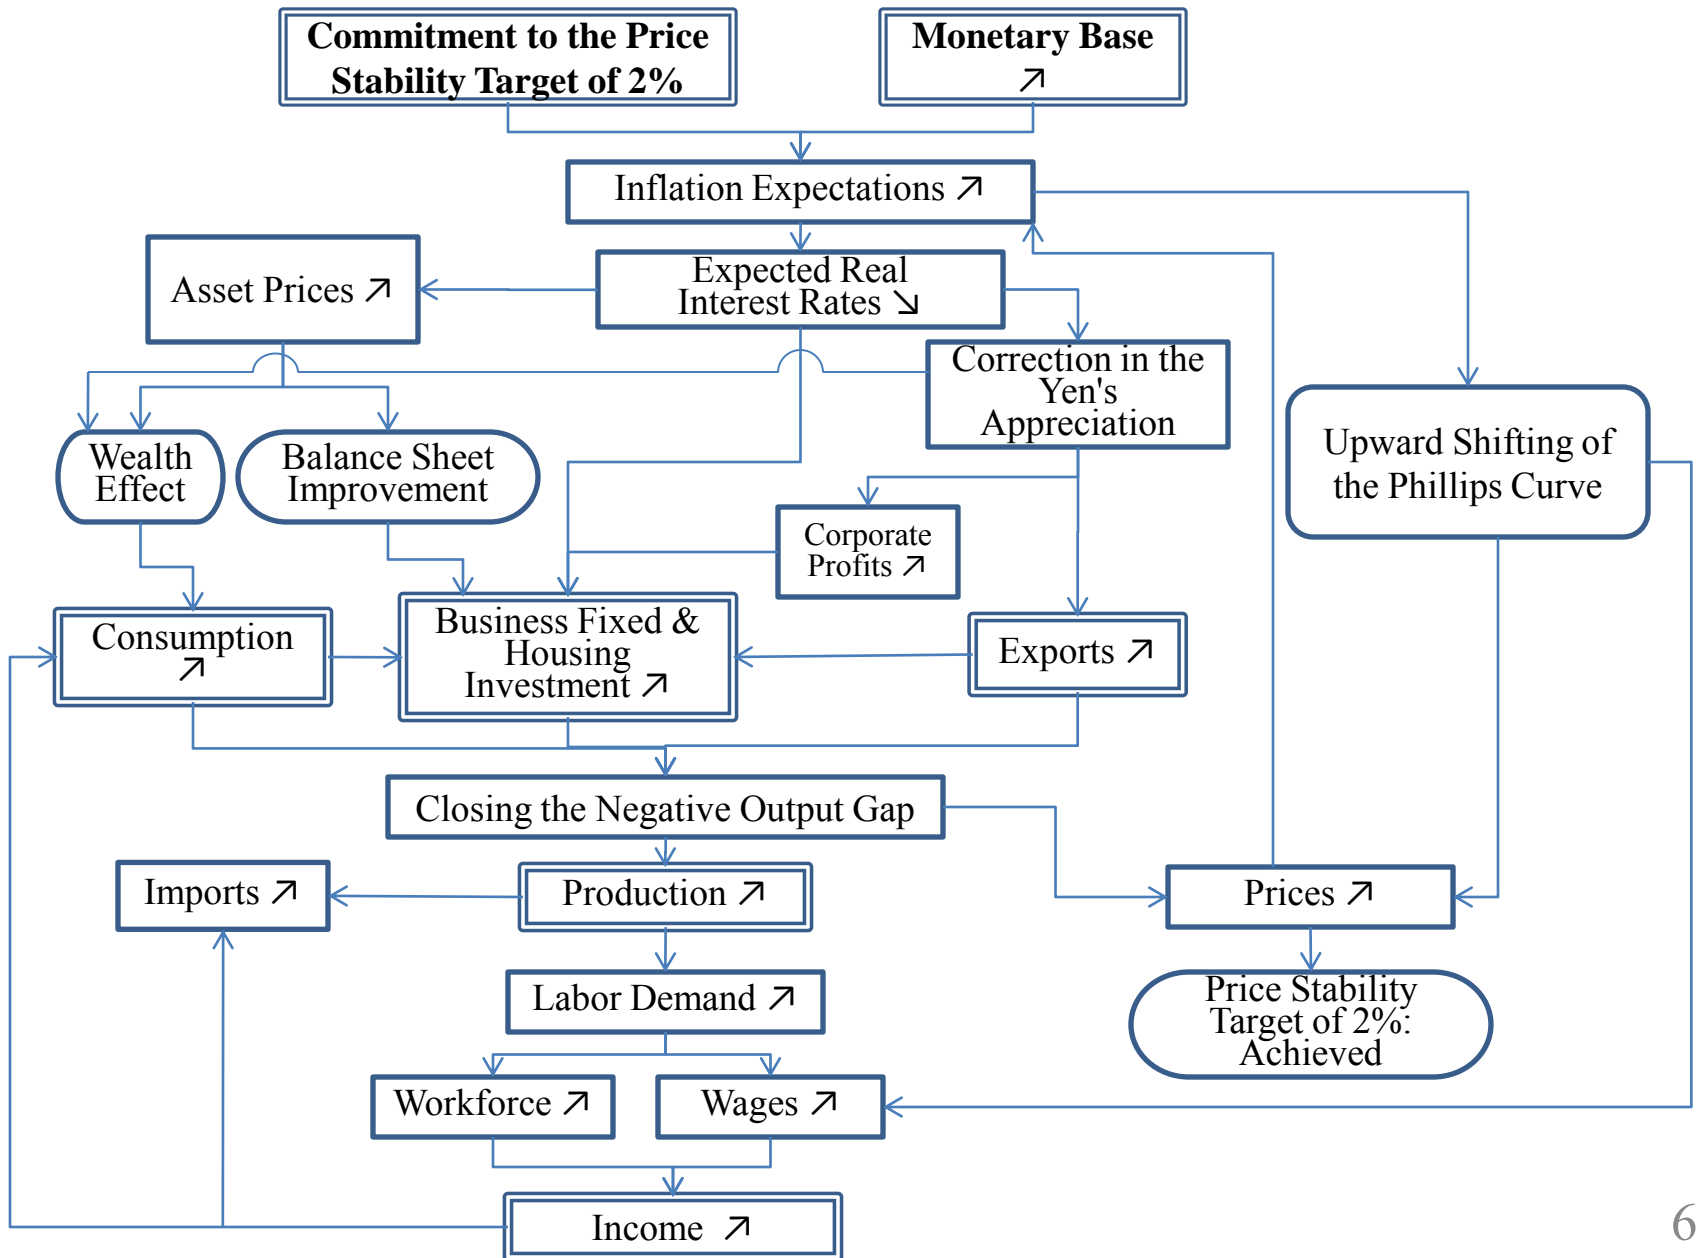 Commitment to the Price
Stability Target of 2%
Monetary Base
↗
Inflation Expectations ↗
Asset Prices ↗
Expected Real
Interest Rates ↘
Correction in the
Yen's
Appreciation
Wealth
Effect
Balance Sheet
Improvement
Upward Shifting of
the Phillips Curve
Corporate
Profits ↗
Consumption
↗
Business Fixed &
Housing
Investment ↗
Exports ↗
Closing the Negative Output Gap
Imports ↗
Production ↗
Prices ↗
Labor Demand ↗
Price Stability
Target of 2%:
Achieved
Workforce ↗
Wages ↗
Income ↗
6